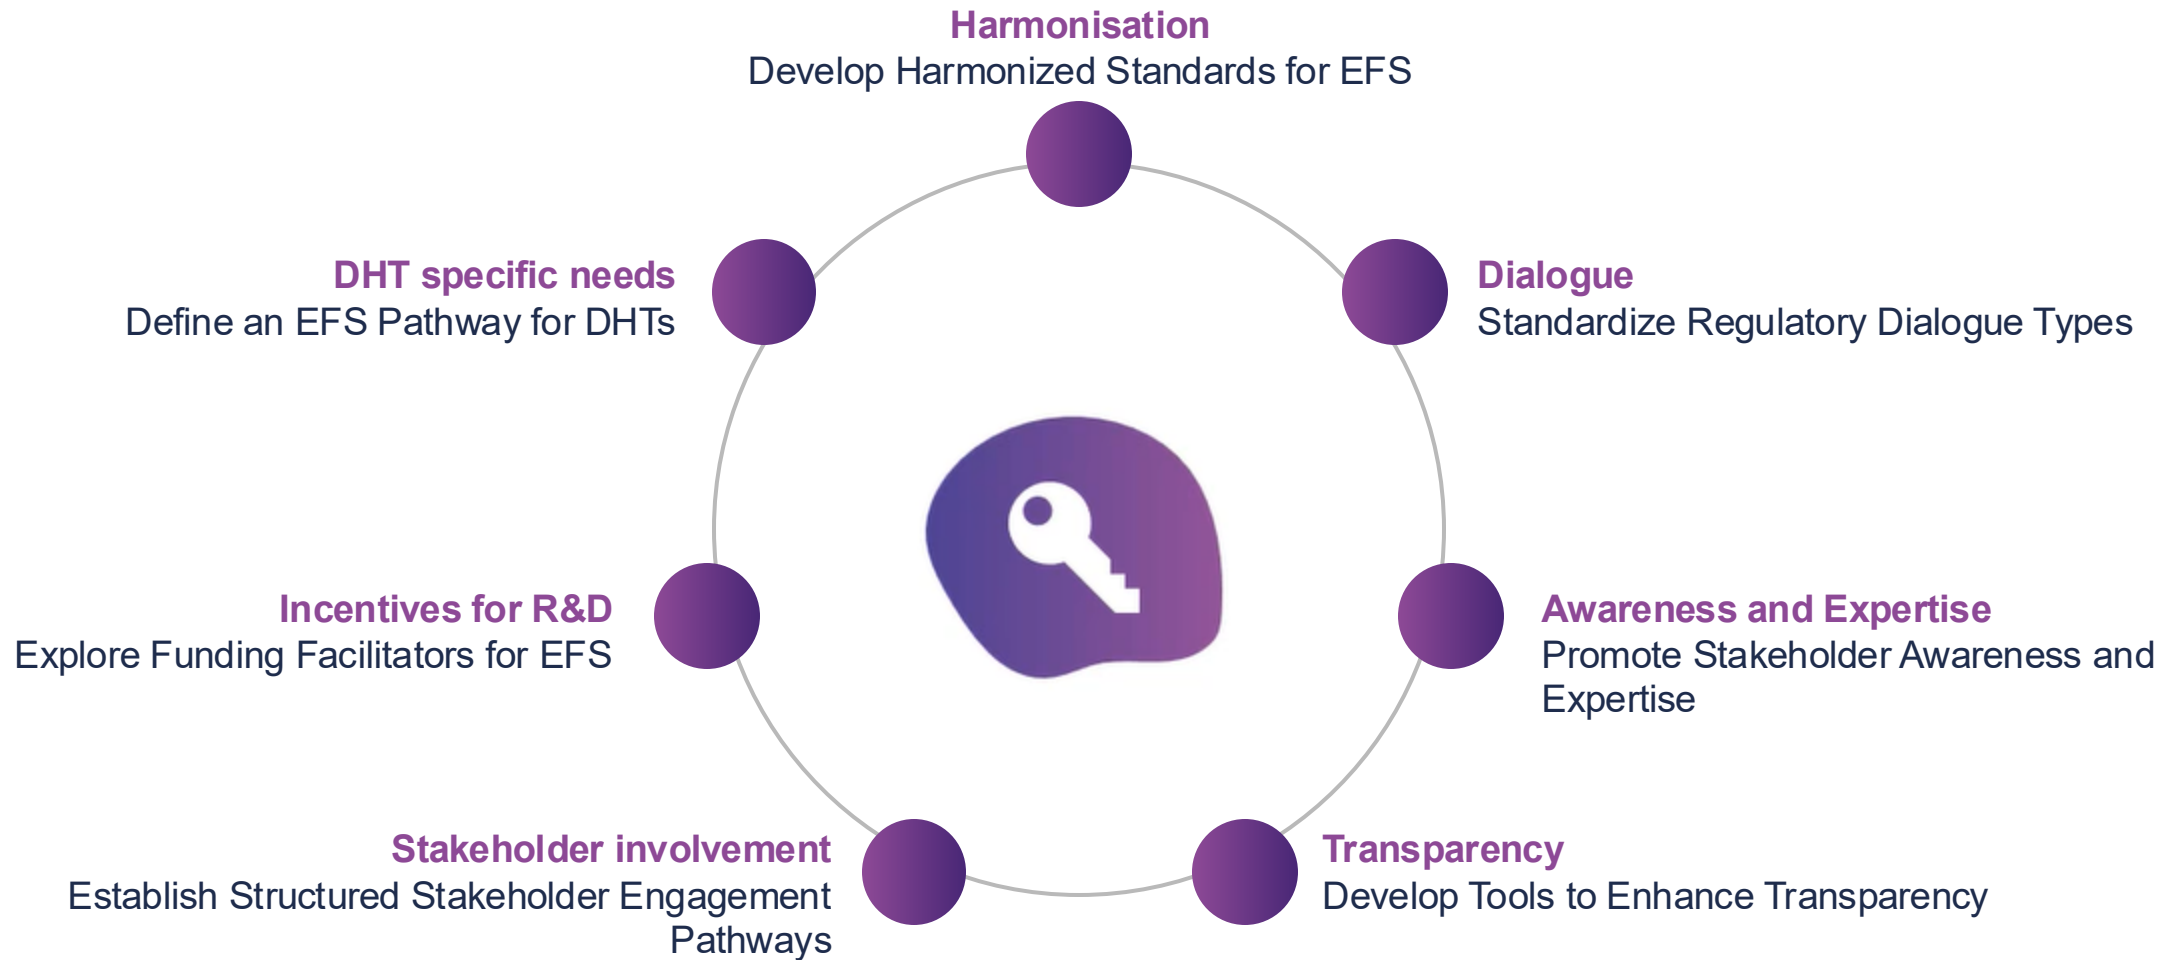 Harmonisation
Develop Harmonized Standards for EFS
Dialogue
Standardize Regulatory Dialogue Types
Awareness and Expertise
Promote Stakeholder Awareness and
Expertise
Transparency
Develop Tools to Enhance Transparency
Stakeholder involvement
Establish Structured Stakeholder Engagement
Pathways
Incentives for R&D
Explore Funding Facilitators for EFS
DHT specific needs
Define an EFS Pathway for DHTs